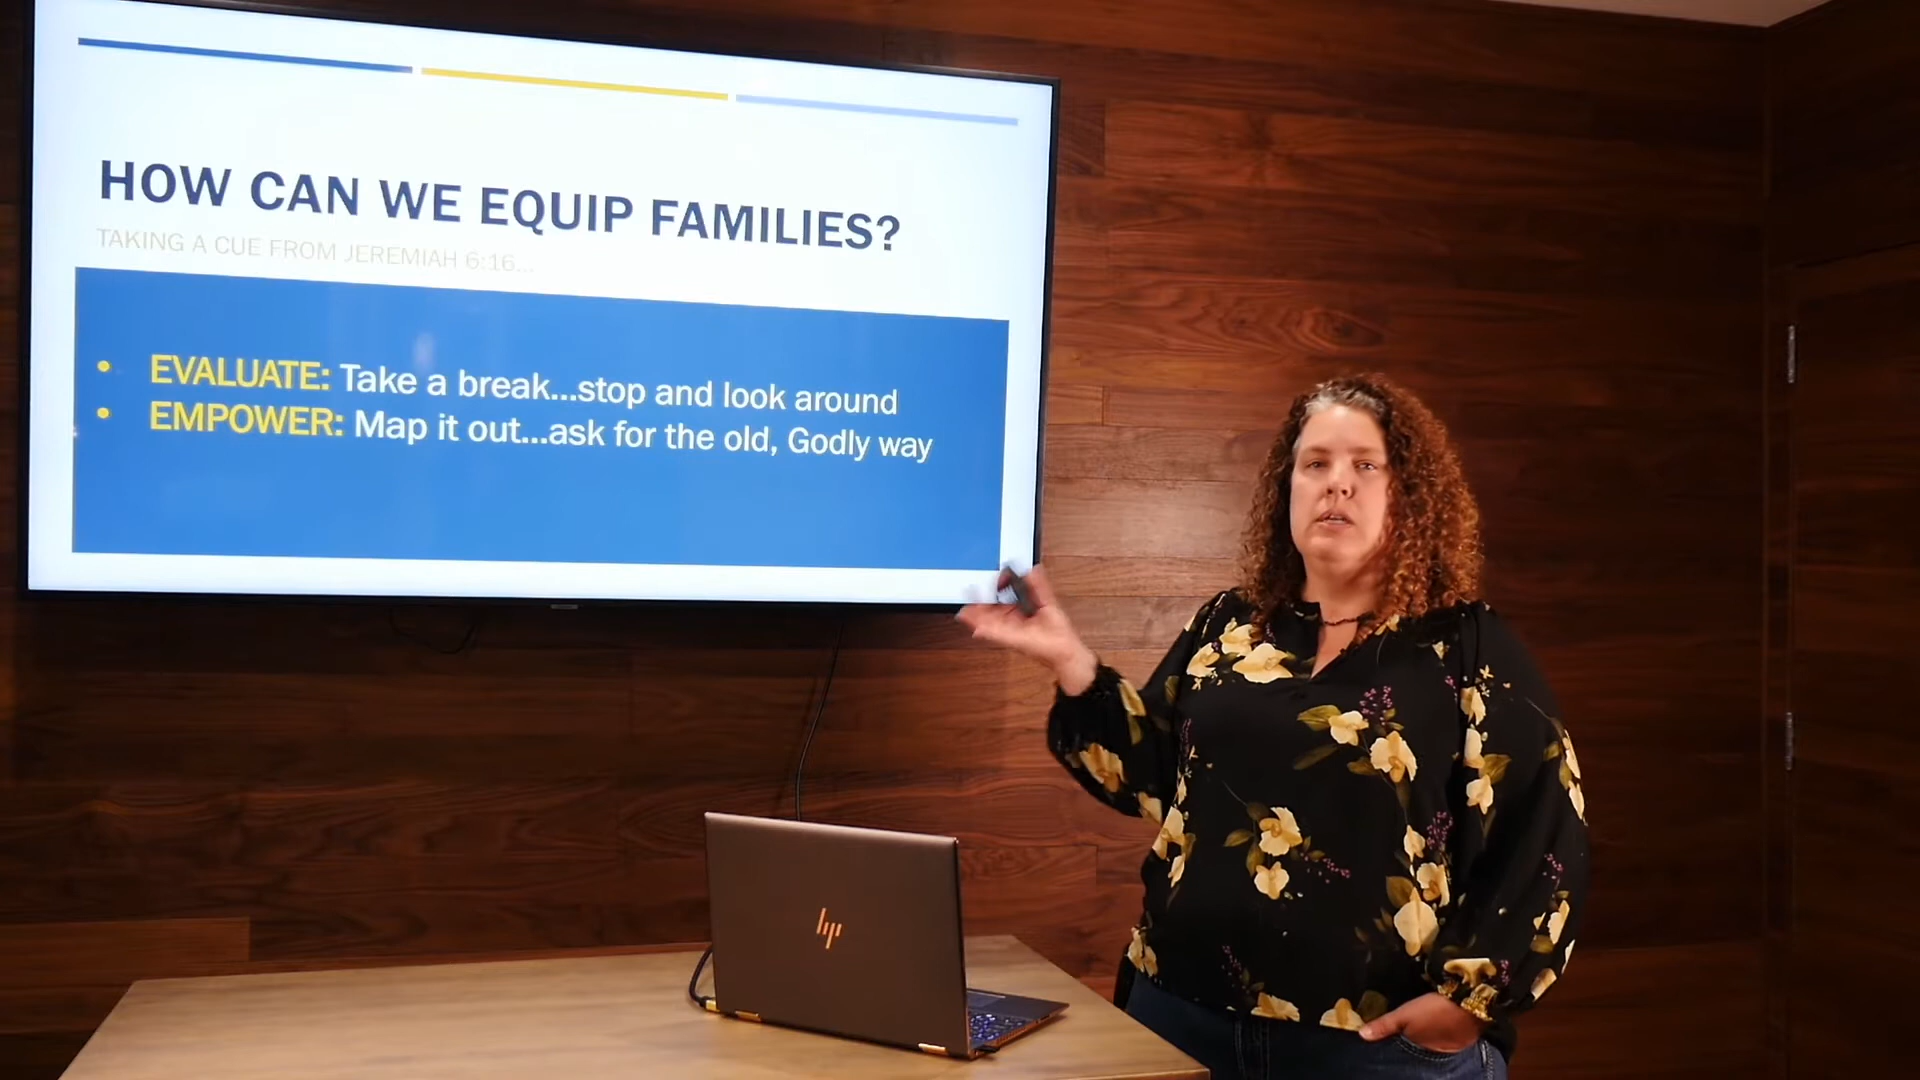 HOW CAN WE EQUIP FAMILIES?
TAKING A CUE FROM JEREMIAH 6:16...
• EVALUATE: Take a break...stop and look around
• EMPOWER: Map it out...ask for the old, Godly way
hp